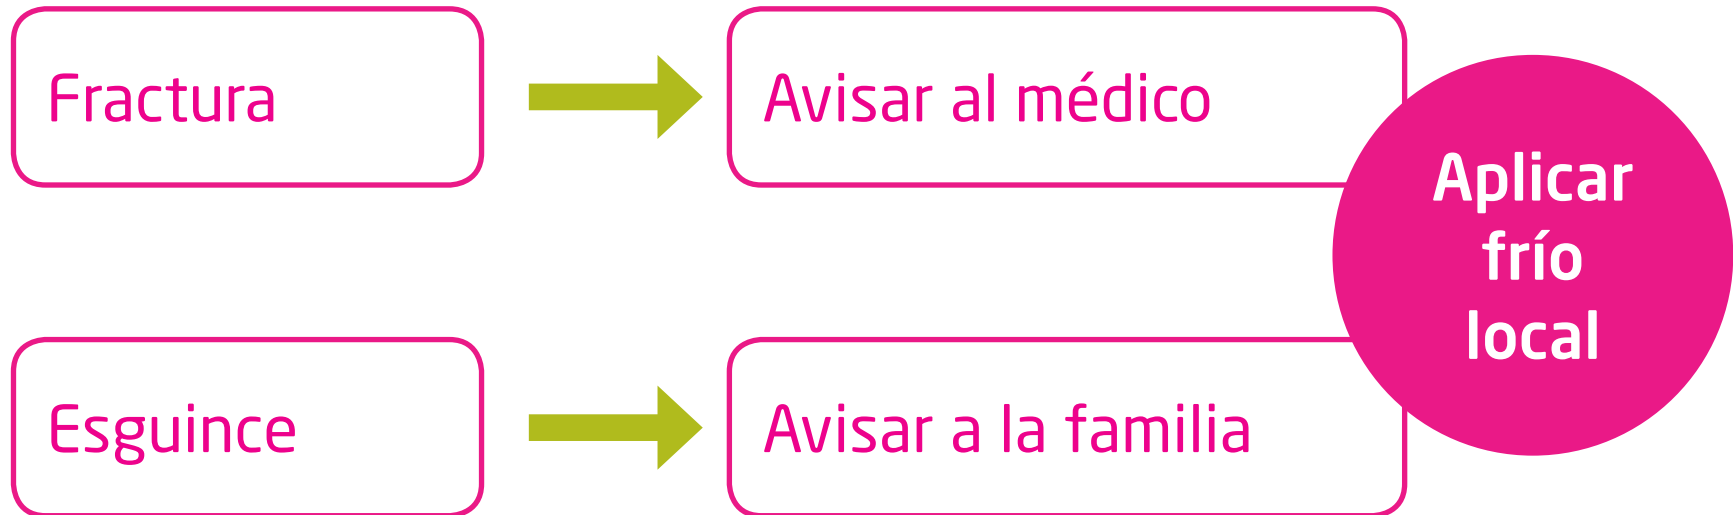 Fractura
Avisar al médico
Aplicar
frío
local
Esguince
Avisar a la familia